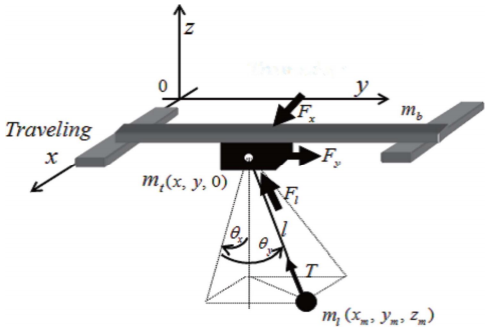 z
0
y
F_x
m_b
Traveling
x
F_y
m_t(x, y, 0)
F_l
θ_x
θ_y
l
T
m_l(x_m, y_m, z_m)